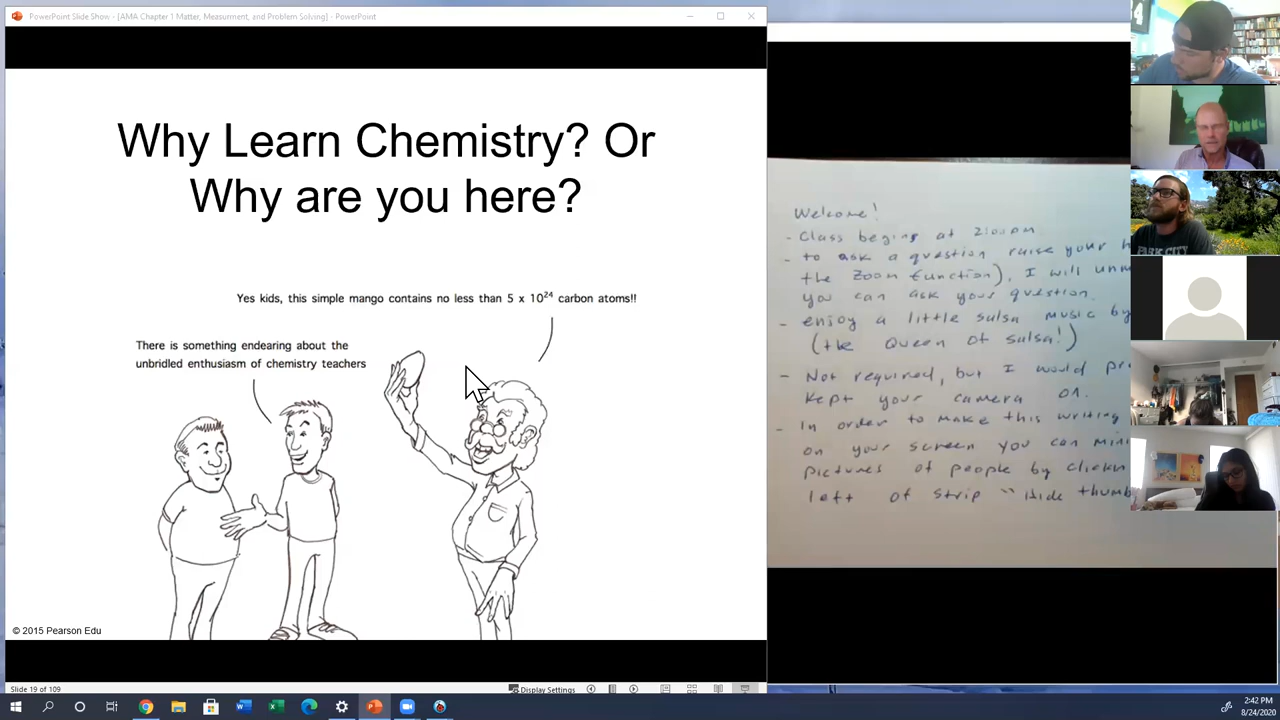 PowerPoint Slide Show - [AMA Chapter 1 Matter, Measurment, and Problem Solving] - PowerPoint
Why Learn Chemistry? Or
Why are you here?
Yes kids, this simple mango contains no less than 5 x 10²⁴ carbon atoms!!
There is something endearing about the
unbridled enthusiasm of chemistry teachers
© 2015 Pearson Edu
Slide 19 of 109
Display Settings
Welcome!
- Class begins at 2:00pm
- to ask a question raise your h
the Zoom function). I will unm
you can ask your question.
- enjoy a little salsa music by
(the Queen of salsa!)
- Not required, but I would pr
kept your camera on.
- In order to make this writing
on your screen you can mini
pictures of people by clickin
left of strip "Hide thumb
PARK CITY
2:42 PM
8/24/2020